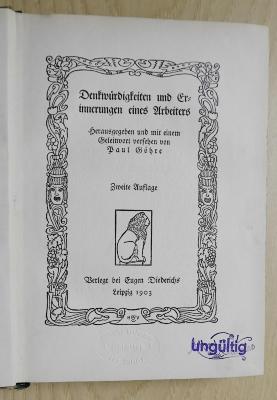 Denkwürdigkeiten und Er-
innerungen eines Arbeiters
Herausgegeben und mit einem
Geleitwort versehen von
Paul Göhre
Zweite Auflage
Verlegt bei Eugen Diederichs
Leipzig 1903
ungültig